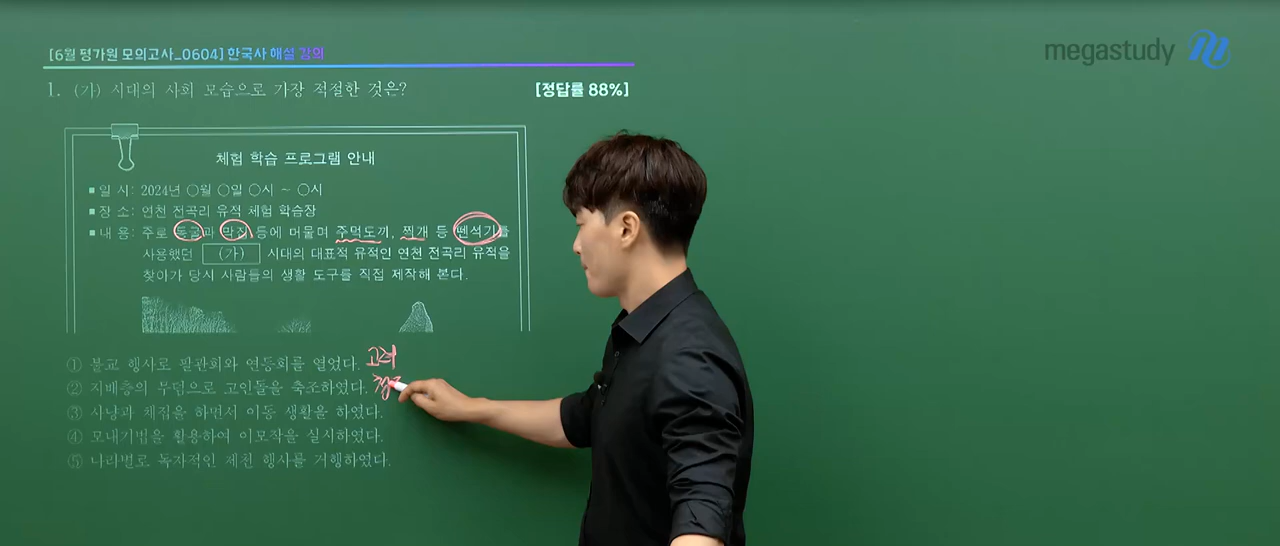 [6월 평가원 모의고사_0604] 한국사 해설 강의
megastudy
1. (가) 시대의 사회 모습으로 가장 적절한 것은?
[정답률 88%]
체험 학습 프로그램 안내
■ 일 시: 2024년 ○월 ○일 ○시 ~ ○시
■ 장 소: 연천 전곡리 유적 체험 학습장
■ 내 용: 주로 동굴과 막집 등에 머물며 주먹도끼, 찍개 등 뗀석기를
사용했던 (가) 시대의 대표적 유적인 연천 전곡리 유적을
찾아가 당시 사람들의 생활 도구를 직접 제작해 본다.
① 불교 행사로 팔관회와 연등회를 열었다. 고려
② 지배층의 무덤으로 고인돌을 축조하였다.
③ 사냥과 채집을 하면서 이동 생활을 하였다.
④ 모내기법을 활용하여 이모작을 실시하였다.
⑤ 나라별로 독자적인 제천 행사를 거행하였다.